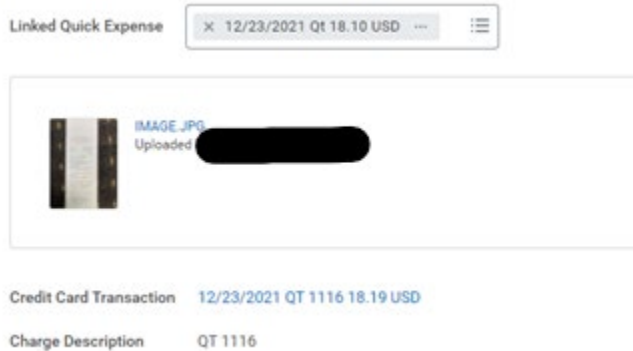 Linked Quick Expense × 12/23/2021 Qt 18.10 USD ···
IMAGE.JPG
Uploaded
Credit Card Transaction 12/23/2021 QT 1116 18.19 USD
Charge Description QT 1116